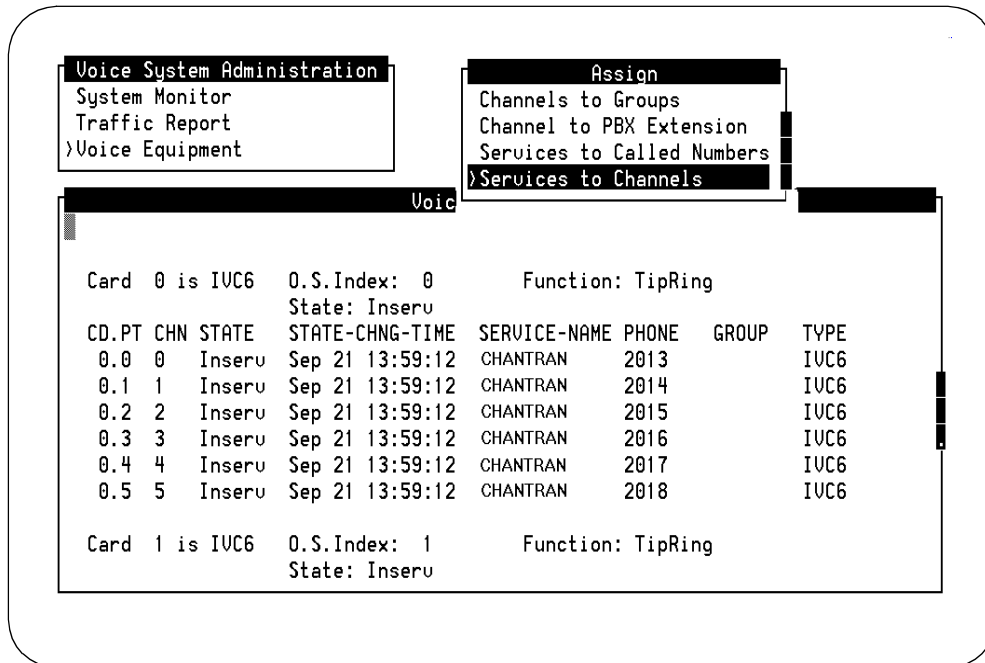 Voice System Administration
System Monitor
Traffic Report
>Voice Equipment
Assign
Channels to Groups
Channel to PBX Extension
Services to Called Numbers
>Services to Channels
Voic
Card 0 is IVC6 O.S.Index: 0 Function: TipRing
State: Inserv
CD.PT CHN STATE STATE-CHNG-TIME SERVICE-NAME PHONE GROUP TYPE
0.0 0 Inserv Sep 21 13:59:12 CHANTRAN 2013 IVC6
0.1 1 Inserv Sep 21 13:59:12 CHANTRAN 2014 IVC6
0.2 2 Inserv Sep 21 13:59:12 CHANTRAN 2015 IVC6
0.3 3 Inserv Sep 21 13:59:12 CHANTRAN 2016 IVC6
0.4 4 Inserv Sep 21 13:59:12 CHANTRAN 2017 IVC6
0.5 5 Inserv Sep 21 13:59:12 CHANTRAN 2018 IVC6
Card 1 is IVC6 O.S.Index: 1 Function: TipRing
State: Inserv